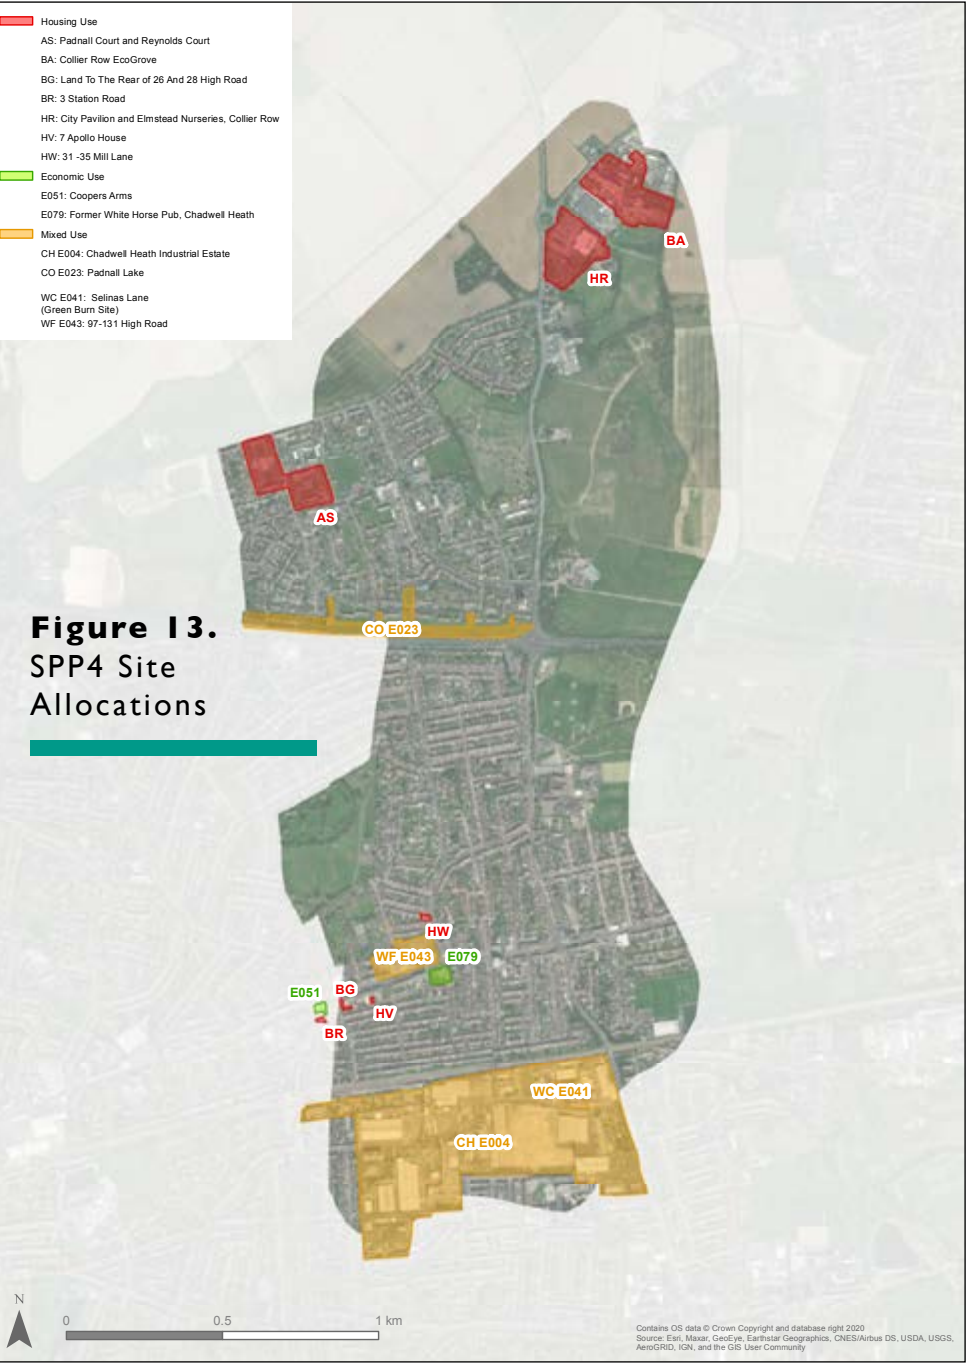 Housing Use
AS: Padnall Court and Reynolds Court
BA: Collier Row EcoGrove
BG: Land To The Rear of 26 And 28 High Road
BR: 3 Station Road
HR: City Pavilion and Elmstead Nurseries, Collier Row
HV: 7 Apollo House
HW: 31 -35 Mill Lane
Economic Use
E051: Coopers Arms
E079: Former White Horse Pub, Chadwell Heath
Mixed Use
CH E004: Chadwell Heath Industrial Estate
CO E023: Padnall Lake
WC E041: Selinas Lane
(Green Burn Site)
WF E043: 97-131 High Road
BA
HR
AS
Figure 13.
SPP4 Site
Allocations
CO E023
HW
WF E043
E079
E051
BG
HV
BR
WC E041
CH E004
N
0 0.5 1 km
Contains OS data © Crown Copyright and database right 2020
Source: Esri, Maxar, GeoEye, Earthstar Geographics, CNES/Airbus DS, USDA, USGS,
AeroGRID, IGN, and the GIS User Community